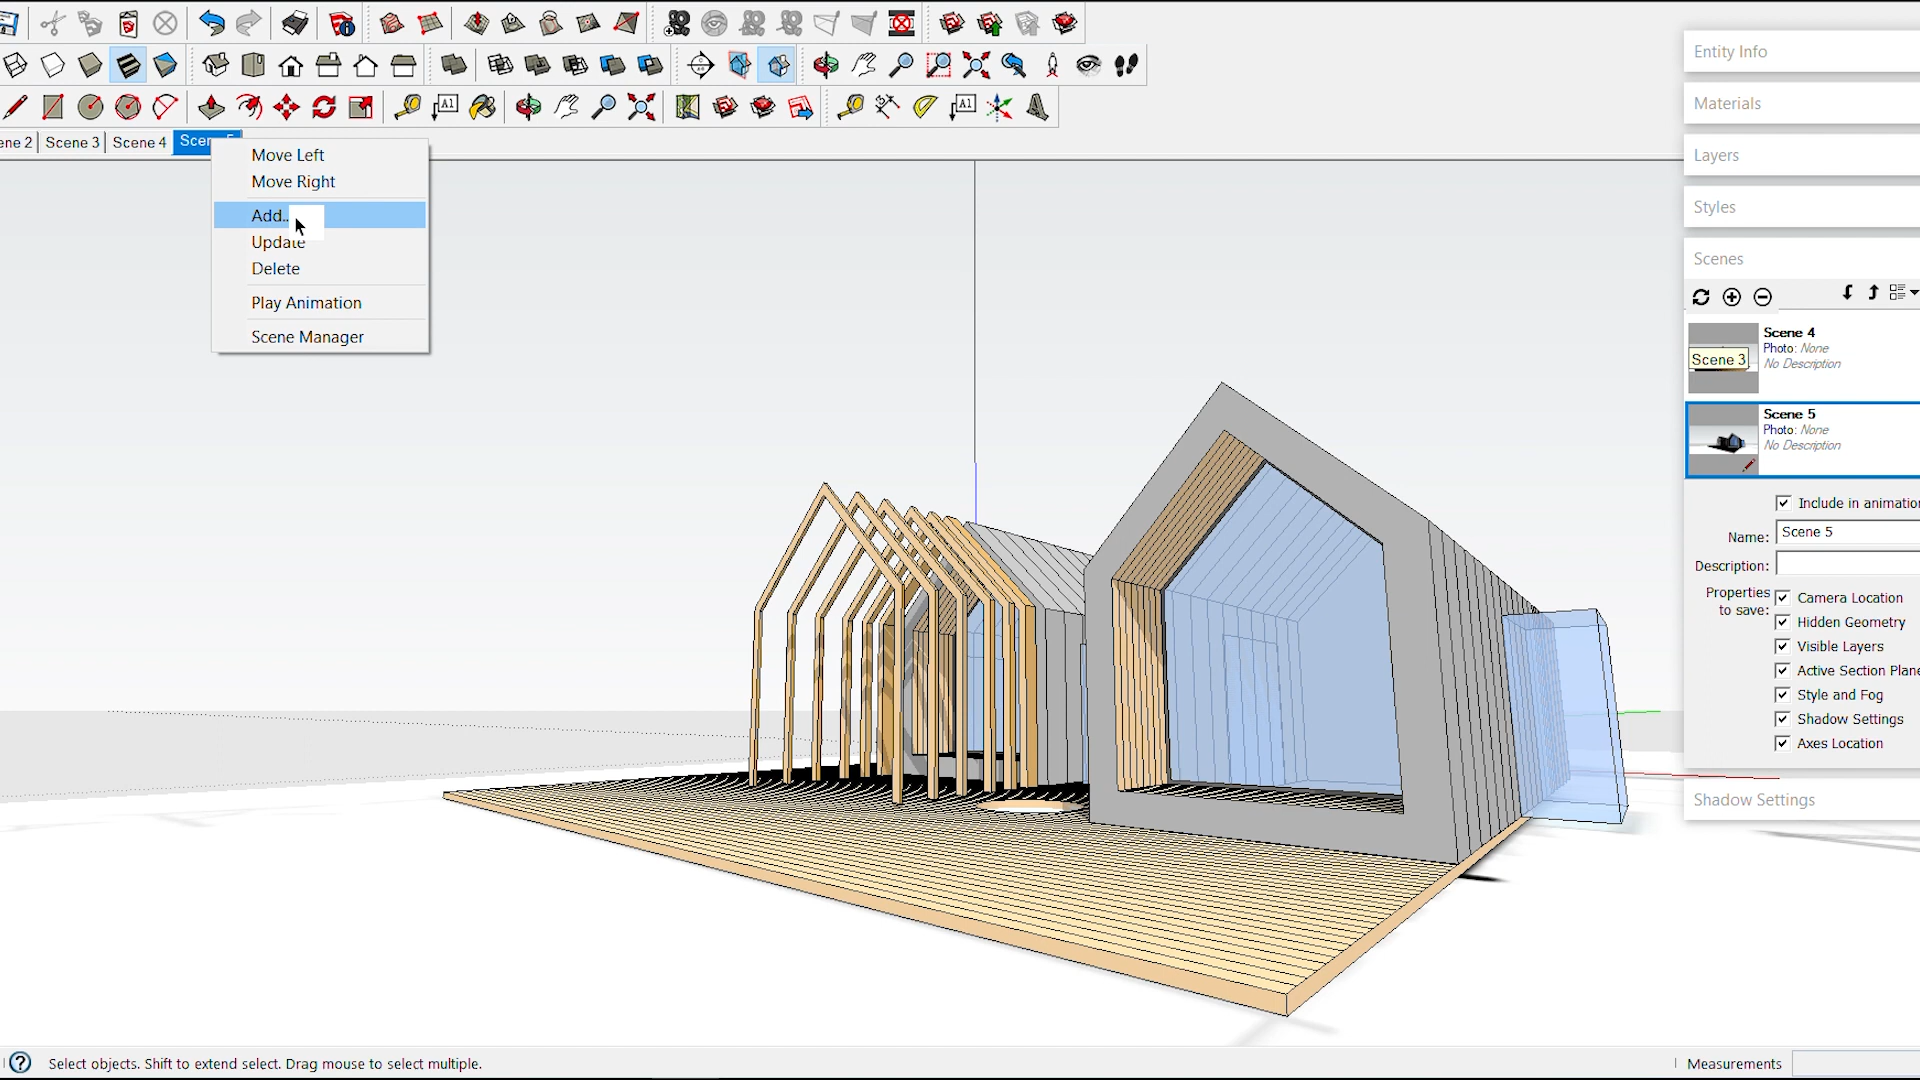 A1
A1
ene 2
Scene 3
Scene 4
Move Left
Move Right
Add..
Update
Delete
Play Animation
Scene Manager
Entity Info
Materials
Layers
Styles
Scenes
Scene 4
Photo: None
No Description
Scene 3
Scene 5
Photo: None
No Description
Include in animation
Name: Scene 5
Description:
Properties
to save:
Camera Location
Hidden Geometry
Visible Layers
Active Section Plane
Style and Fog
Shadow Settings
Axes Location
Shadow Settings
Select objects. Shift to extend select. Drag mouse to select multiple.
Measurements